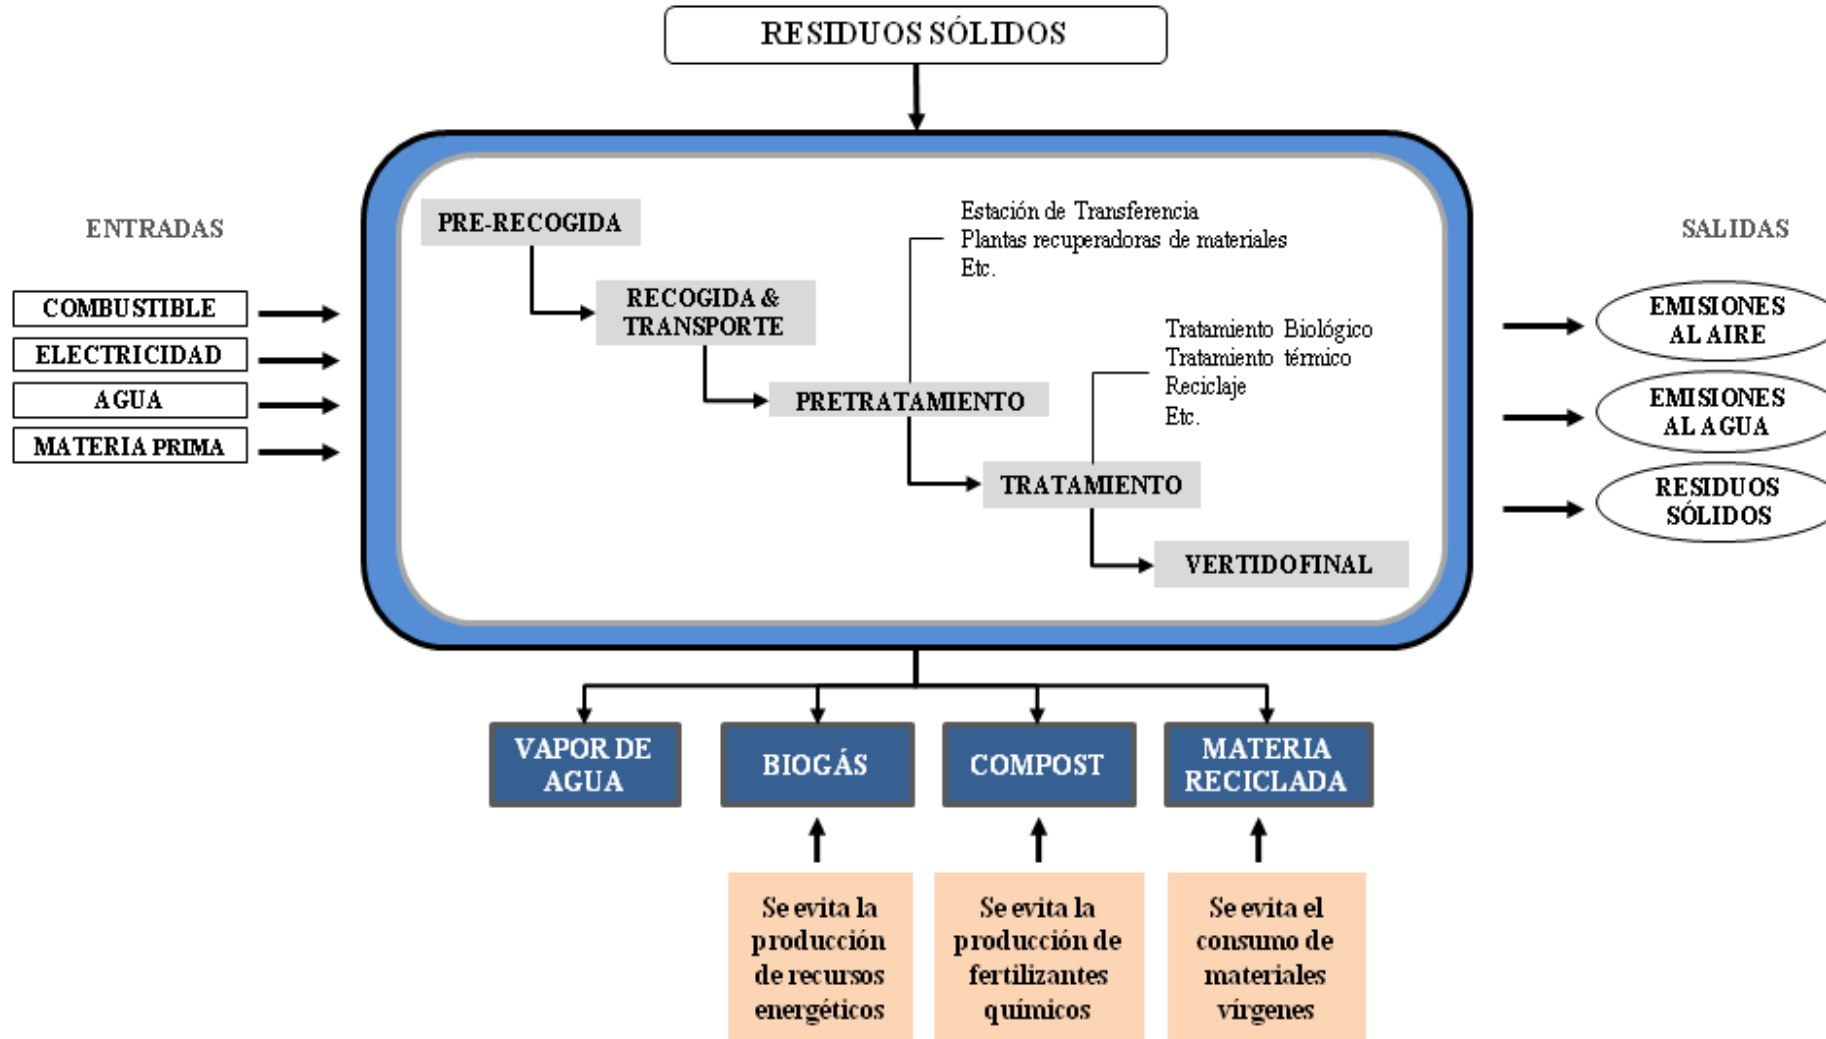 RESIDUOS SÓLIDOS
ENTRADAS
COMBUSTIBLE
ELECTRICIDAD
AGUA
MATERIA PRIMA
PRE-RECOGIDA
RECOGIDA &
TRANSPORTE
PRETRATAMIENTO
TRATAMIENTO
VERTIDO FINAL
Estación de Transferencia
Plantas recuperadoras de materiales
Etc.
Tratamiento Biológico
Tratamiento térmico
Reciclaje
Etc.
SALIDAS
EMISIONES
AL AIRE
EMISIONES
AL AGUA
RESIDUOS
SÓLIDOS
VAPOR DE
AGUA
BIOGÁS
COMPOST
MATERIA
RECICLADA
Se evita la
producción
de recursos
energéticos
Se evita la
producción de
fertilizantes
químicos
Se evita el
consumo de
materiales
vírgenes